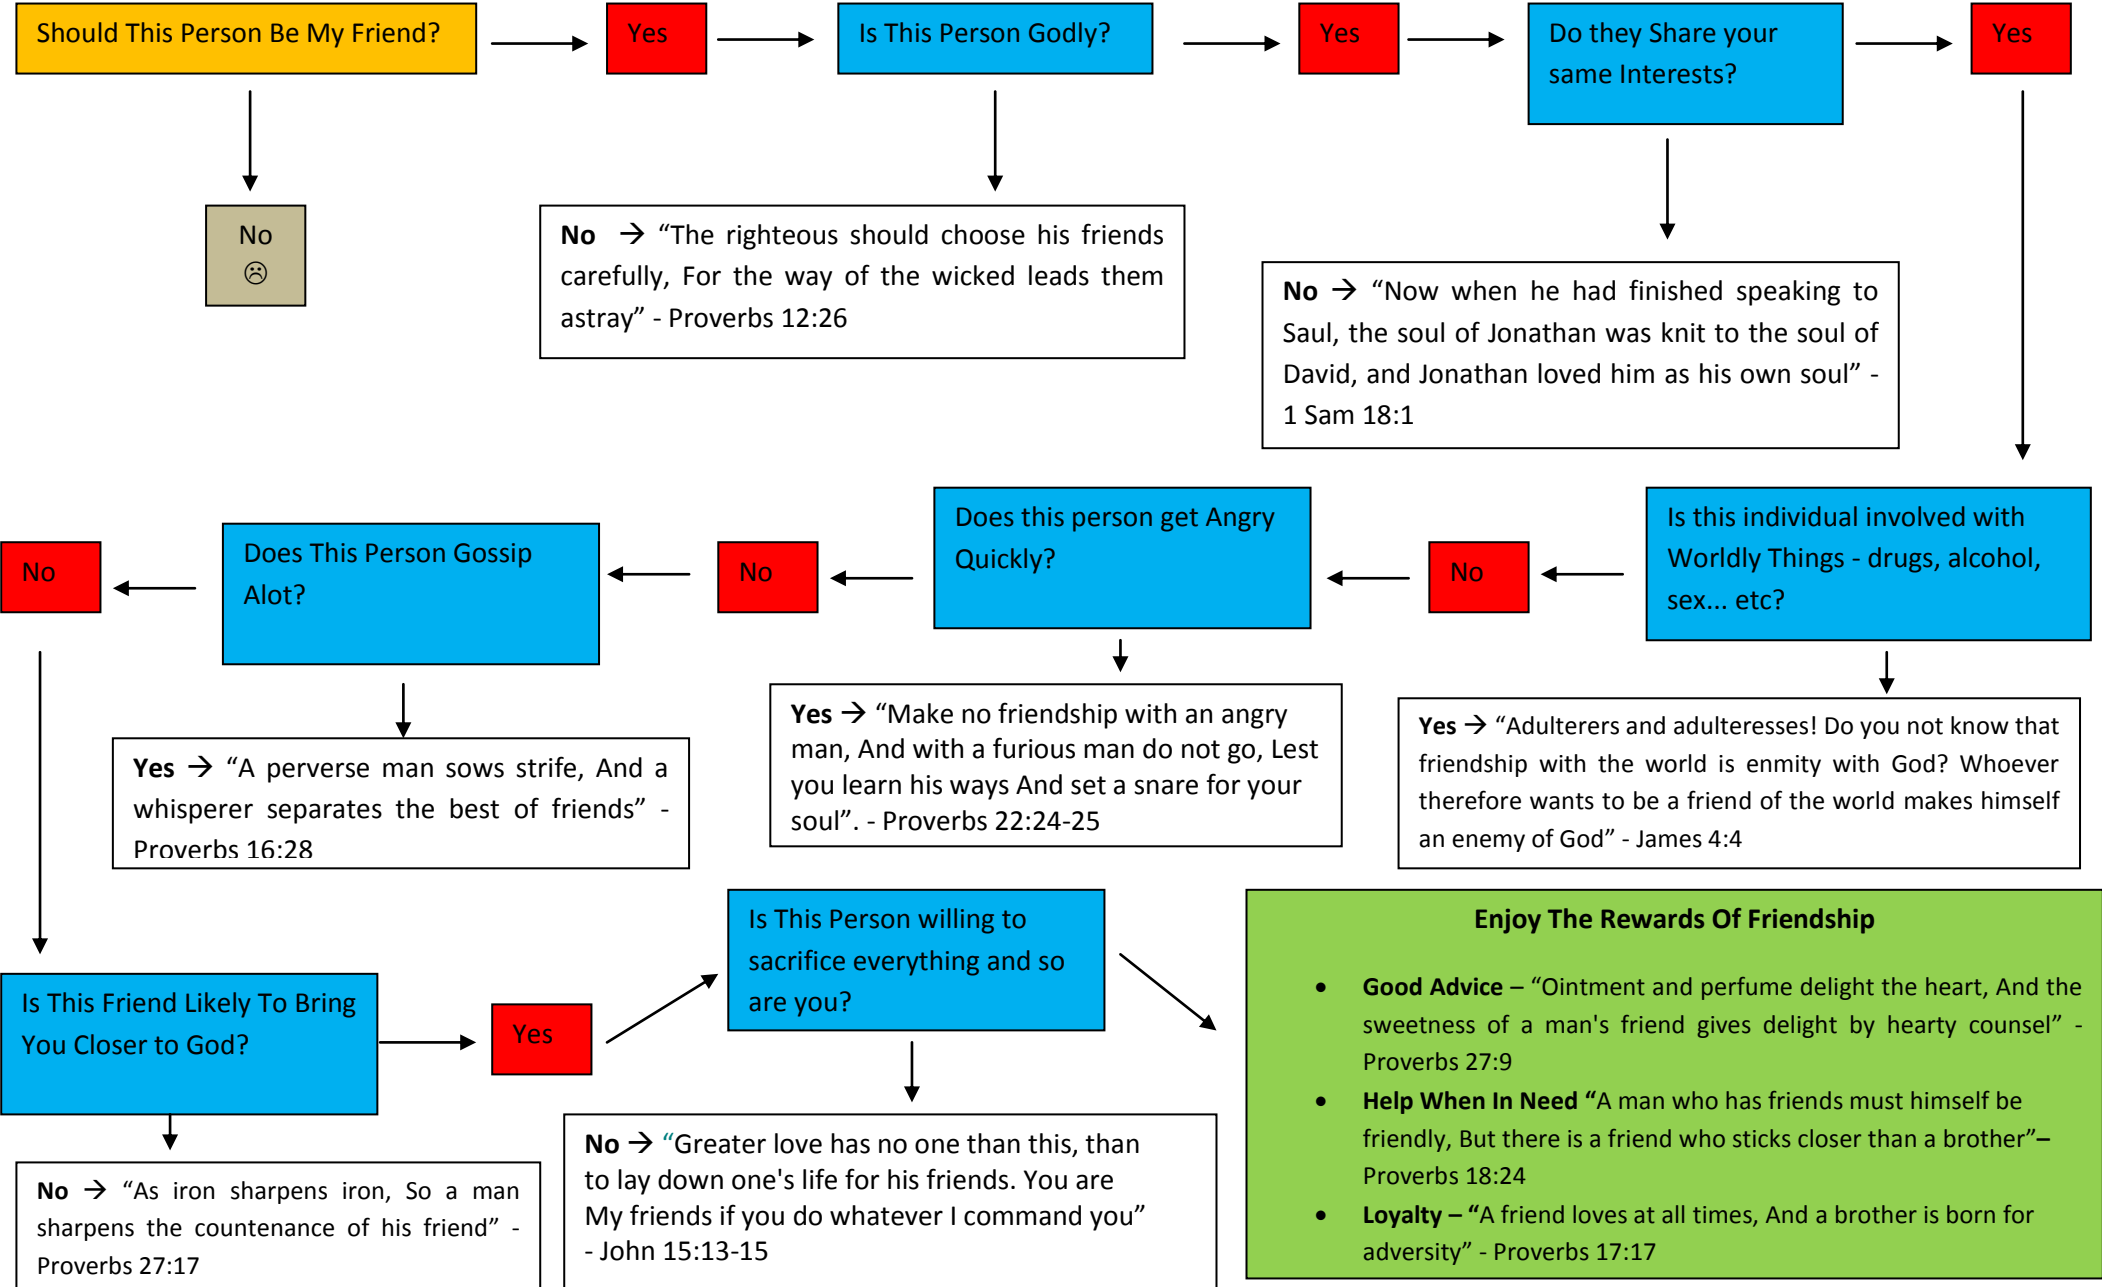 Should This Person Be My Friend?
Yes
Is This Person Godly?
Yes
Do they Share your
same Interests?
Yes
No
☹
No → “The righteous should choose his friends
carefully, For the way of the wicked leads them
astray” - Proverbs 12:26
No → “Now when he had finished speaking to
Saul, the soul of Jonathan was knit to the soul of
David, and Jonathan loved him as his own soul” -
1 Sam 18:1
Is this individual involved with
Worldly Things - drugs, alcohol,
sex... etc?
No
Does this person get Angry
Quickly?
No
Does This Person Gossip
Alot?
No
Yes → “Adulterers and adulteresses! Do you not know that
friendship with the world is enmity with God? Whoever
therefore wants to be a friend of the world makes himself
an enemy of God” - James 4:4
Yes → “Make no friendship with an angry
man, And with a furious man do not go, Lest
you learn his ways And set a snare for your
soul”. - Proverbs 22:24-25
Yes → “A perverse man sows strife, And a
whisperer separates the best of friends” -
Proverbs 16:28
Is This Friend Likely To Bring
You Closer to God?
Yes
Is This Person willing to
sacrifice everything and so
are you?
No → “As iron sharpens iron, So a man
sharpens the countenance of his friend” -
Proverbs 27:17
No → “Greater love has no one than this, than
to lay down one's life for his friends. You are
My friends if you do whatever I command you”
- John 15:13-15
Enjoy The Rewards Of Friendship
• Good Advice – “Ointment and perfume delight the heart, And the
sweetness of a man's friend gives delight by hearty counsel” -
Proverbs 27:9
• Help When In Need “A man who has friends must himself be
friendly, But there is a friend who sticks closer than a brother”–
Proverbs 18:24
• Loyalty – “A friend loves at all times, And a brother is born for
adversity” - Proverbs 17:17